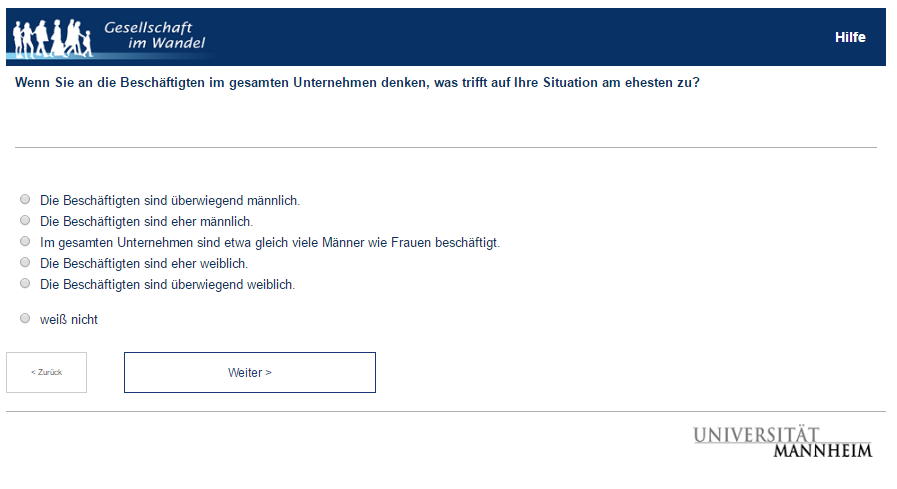 Gesellschaft
im Wandel
Hilfe
Wenn Sie an die Beschäftigten im gesamten Unternehmen denken, was trifft auf Ihre Situation am ehesten zu?
Die Beschäftigten sind überwiegend männlich.
Die Beschäftigten sind eher männlich.
Im gesamten Unternehmen sind etwa gleich viele Männer wie Frauen beschäftigt.
Die Beschäftigten sind eher weiblich.
Die Beschäftigten sind überwiegend weiblich.
weiß nicht
< Zurück
Weiter >
UNIVERSITÄT
MANNHEIM